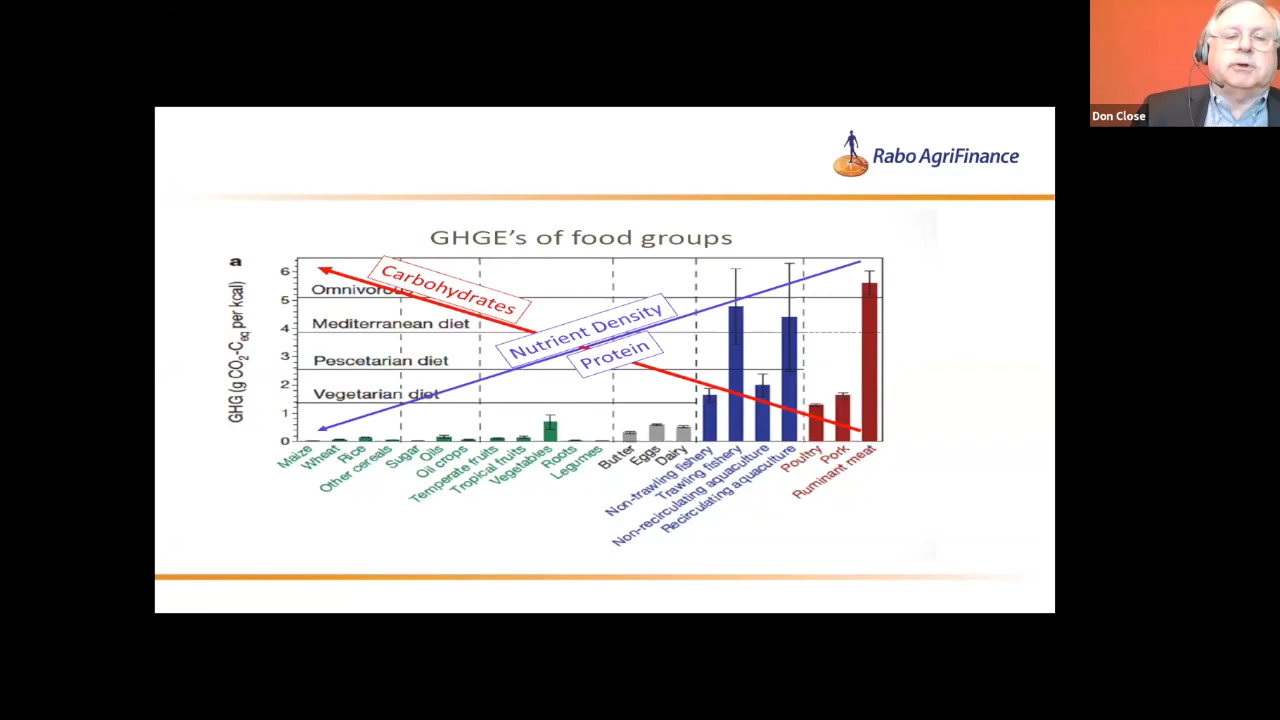 Don Close
Rabo AgriFinance
GHGE's of food groups
a
GHG (g CO2-Ceq per kcal)
6
5
4
3
2
1
0
Carbohydrates
Nutrient Density
Protein
Mediterranean diet
Pescetarian diet
Vegetarian diet
Maize
Wheat
Rice
Other cereals
Sugar
Oils
Oil crops
Temperate fruits
Tropical fruits
Vegetables
Roots
Legumes
Butter
Eggs
Dairy
Non-trawling fishery
Trawling fishery
Non-recirculating aquaculture
Recirculating aquaculture
Poultry
Pork
Ruminant meat